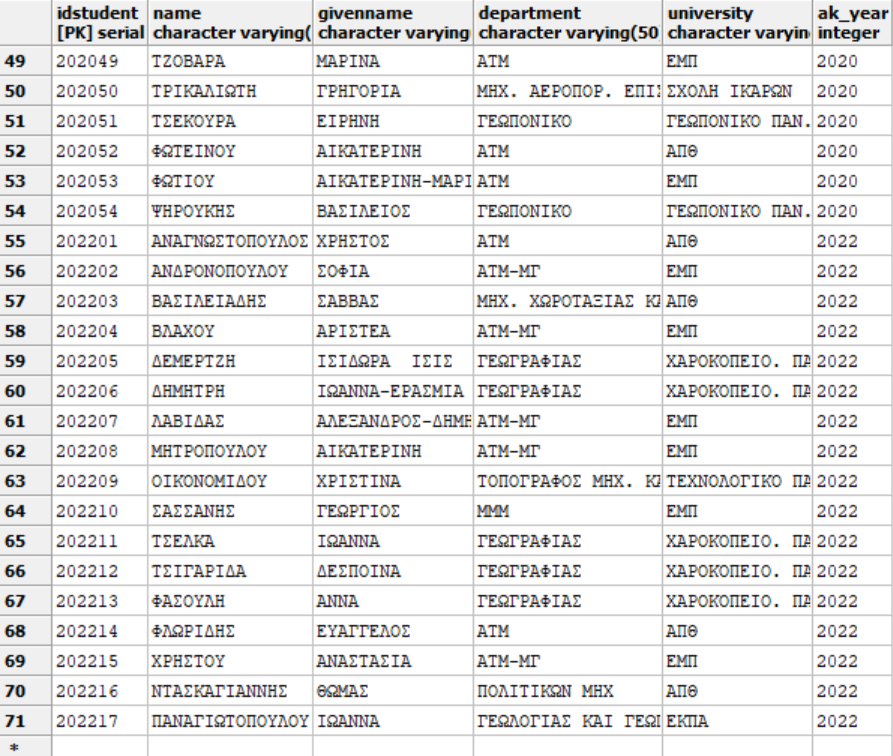 idstudent name givenname department university ak_year
[PK] serial character varying( character varying character varying(50 character varyin integer
49 202049 ΤΖΟΒΑΡΑ ΜΑΡΙΝΑ ΑΤΜ ΕΜΠ 2020
50 202050 ΤΡΙΚΑΛΙΩΤΗ ΓΡΗΓΟΡΙΑ ΜΗΧ. ΑΕΡΟΠΟΡ. ΕΠΙΣ ΣΧΟΛΗ ΙΚΑΡΩΝ 2020
51 202051 ΤΣΕΚΟΥΡΑ ΕΙΡΗΝΗ ΓΕΩΠΟΝΙΚΟ ΓΕΩΠΟΝΙΚΟ ΠΑΝ. 2020
52 202052 ΦΩΤΕΙΝΟΥ ΑΙΚΑΤΕΡΙΝΗ ΑΤΜ ΑΠΘ 2020
53 202053 ΦΩΤΙΟΥ ΑΙΚΑΤΕΡΙΝΗ-ΜΑΡΙ ΑΤΜ ΕΜΠ 2020
54 202054 ΨΗΡΟΥΚΗΣ ΒΑΣΙΛΕΙΟΣ ΓΕΩΠΟΝΙΚΟ ΓΕΩΠΟΝΙΚΟ ΠΑΝ. 2020
55 202201 ΑΝΑΓΝΩΣΤΟΠΟΥΛΟΣ ΧΡΗΣΤΟΣ ΑΤΜ ΑΠΘ 2022
56 202202 ΑΝΔΡΟΝΟΠΟΥΛΟΥ ΣΟΦΙΑ ΑΤΜ-ΜΓ ΕΜΠ 2022
57 202203 ΒΑΣΙΛΕΙΑΔΗΣ ΣΑΒΒΑΣ ΜΗΧ. ΧΩΡΟΤΑΞΙΑΣ ΚΑ ΑΠΘ 2022
58 202204 ΒΛΑΧΟΥ ΑΡΙΣΤΕΑ ΑΤΜ-ΜΓ ΕΜΠ 2022
59 202205 ΔΕΜΕΡΤΖΗ ΙΣΙΔΩΡΑ ΙΣΙΣ ΓΕΩΓΡΑΦΙΑΣ ΧΑΡΟΚΟΠΕΙΟ. ΠΑ 2022
60 202206 ΔΗΜΗΤΡΗ ΙΩΑΝΝΑ-ΕΡΑΣΜΙΑ ΓΕΩΓΡΑΦΙΑΣ ΧΑΡΟΚΟΠΕΙΟ. ΠΑ 2022
61 202207 ΛΑΒΙΔΑΣ ΑΛΕΞΑΝΔΡΟΣ-ΔΗΜΗ ΑΤΜ-ΜΓ ΕΜΠ 2022
62 202208 ΜΗΤΡΟΠΟΥΛΟΥ ΑΙΚΑΤΕΡΙΝΗ ΑΤΜ-ΜΓ ΕΜΠ 2022
63 202209 ΟΙΚΟΝΟΜΙΔΟΥ ΧΡΙΣΤΙΝΑ ΤΟΠΟΓΡΑΦΟΣ ΜΗΧ. ΚΑ ΤΕΧΝΟΛΟΓΙΚΟ ΠΑ 2022
64 202210 ΣΑΣΣΑΝΗΣ ΓΕΩΡΓΙΟΣ ΜΜΜ ΕΜΠ 2022
65 202211 ΤΣΕΛΚΑ ΙΩΑΝΝΑ ΓΕΩΓΡΑΦΙΑΣ ΧΑΡΟΚΟΠΕΙΟ. ΠΑ 2022
66 202212 ΤΣΙΓΑΡΙΔΑ ΔΕΣΠΟΙΝΑ ΓΕΩΓΡΑΦΙΑΣ ΧΑΡΟΚΟΠΕΙΟ. ΠΑ 2022
67 202213 ΦΑΣΟΥΛΗ ΑΝΝΑ ΓΕΩΓΡΑΦΙΑΣ ΧΑΡΟΚΟΠΕΙΟ. ΠΑ 2022
68 202214 ΦΛΩΡΙΔΗΣ ΕΥΑΓΓΕΛΟΣ ΑΤΜ ΑΠΘ 2022
69 202215 ΧΡΗΣΤΟΥ ΑΝΑΣΤΑΣΙΑ ΑΤΜ-ΜΓ ΕΜΠ 2022
70 202216 ΝΤΑΣΚΑΓΙΑΝΝΗΣ ΘΩΜΑΣ ΠΟΛΙΤΙΚΩΝ ΜΗΧ ΑΠΘ 2022
71 202217 ΠΑΝΑΓΙΩΤΟΠΟΥΛΟΥ ΙΩΑΝΝΑ ΓΕΩΛΟΓΙΑΣ ΚΑΙ ΓΕΩΠ ΕΚΠΑ 2022
*